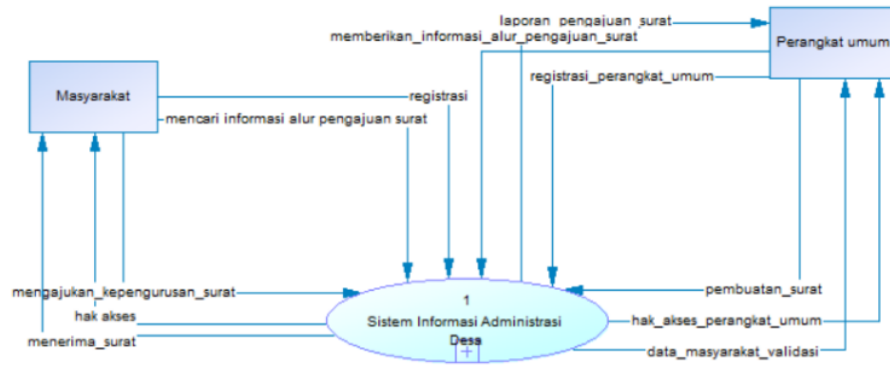 laporan_pengajuan_surat
memberikan_informasi_alur_pengajuan_surat
Perangkat umum
registrasi_perangkat_umum
Masyarakat
registrasi
mencari informasi alur pengajuan surat
mengajukan_kepengurusan_surat
hak akses
menerima_surat
1
Sistem Informasi Administrasi
Desa
pembuatan_surat
hak_akses_perangkat_umum
data_masyarakat_validasi